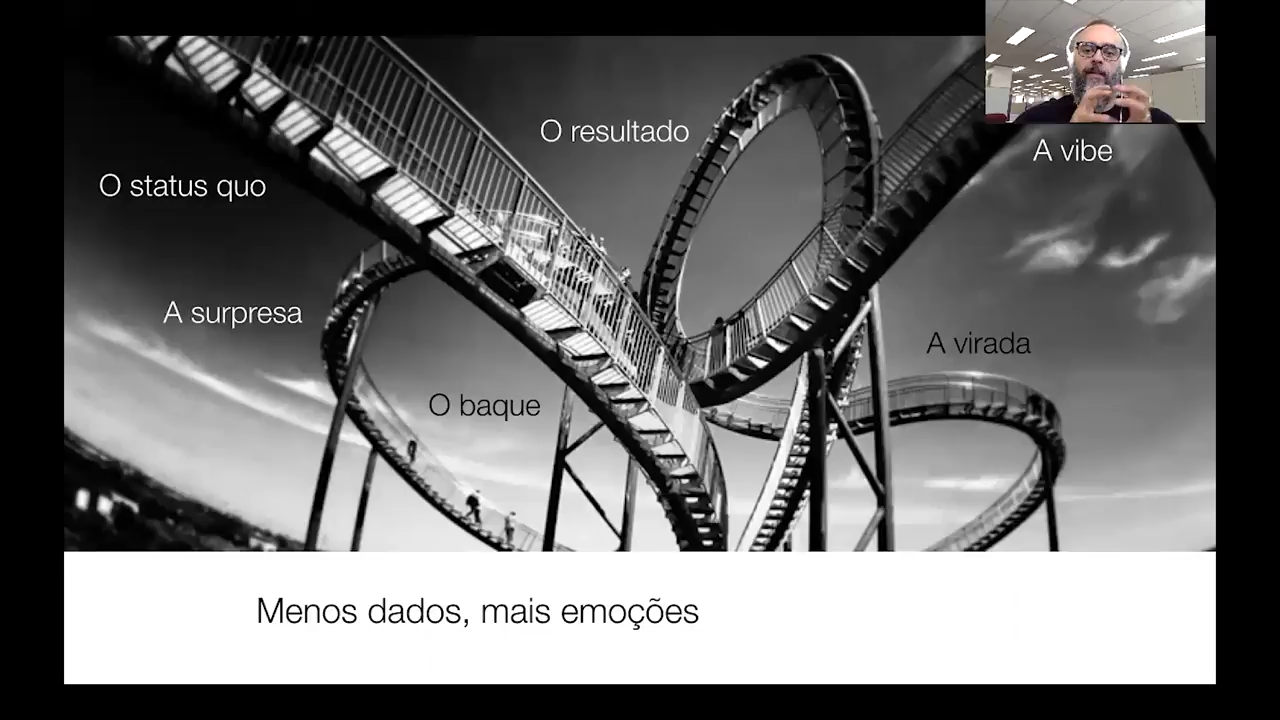 O resultado
A vibe
O status quo
A surpresa
A virada
O baque
Menos dados, mais emoções